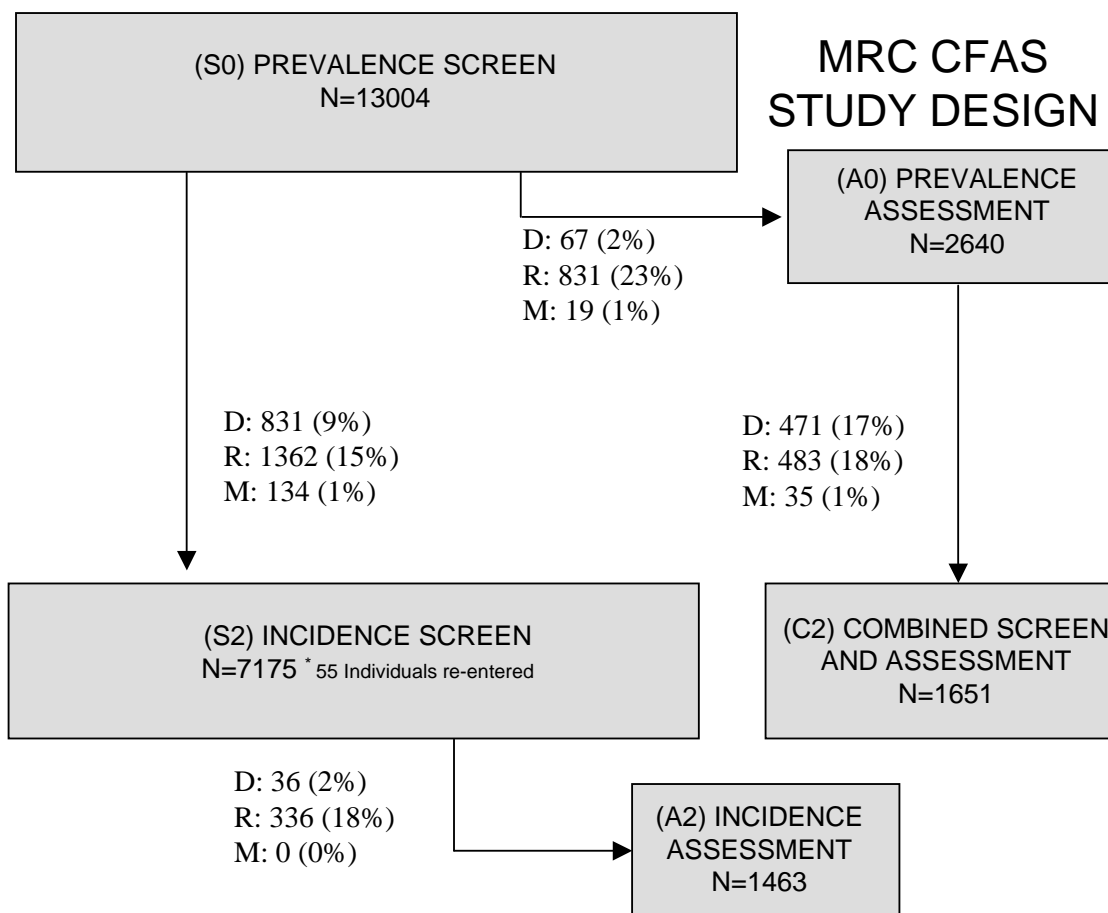 (S0) PREVALENCE SCREEN
N=13004
MRC CFAS
STUDY DESIGN
(A0) PREVALENCE
ASSESSMENT
N=2640
D: 67 (2%)
R: 831 (23%)
M: 19 (1%)
D: 831 (9%)
R: 1362 (15%)
M: 134 (1%)
D: 471 (17%)
R: 483 (18%)
M: 35 (1%)
(S2) INCIDENCE SCREEN
N=7175 * 55 Individuals re-entered
(C2) COMBINED SCREEN
AND ASSESSMENT
N=1651
D: 36 (2%)
R: 336 (18%)
M: 0 (0%)
(A2) INCIDENCE
ASSESSMENT
N=1463